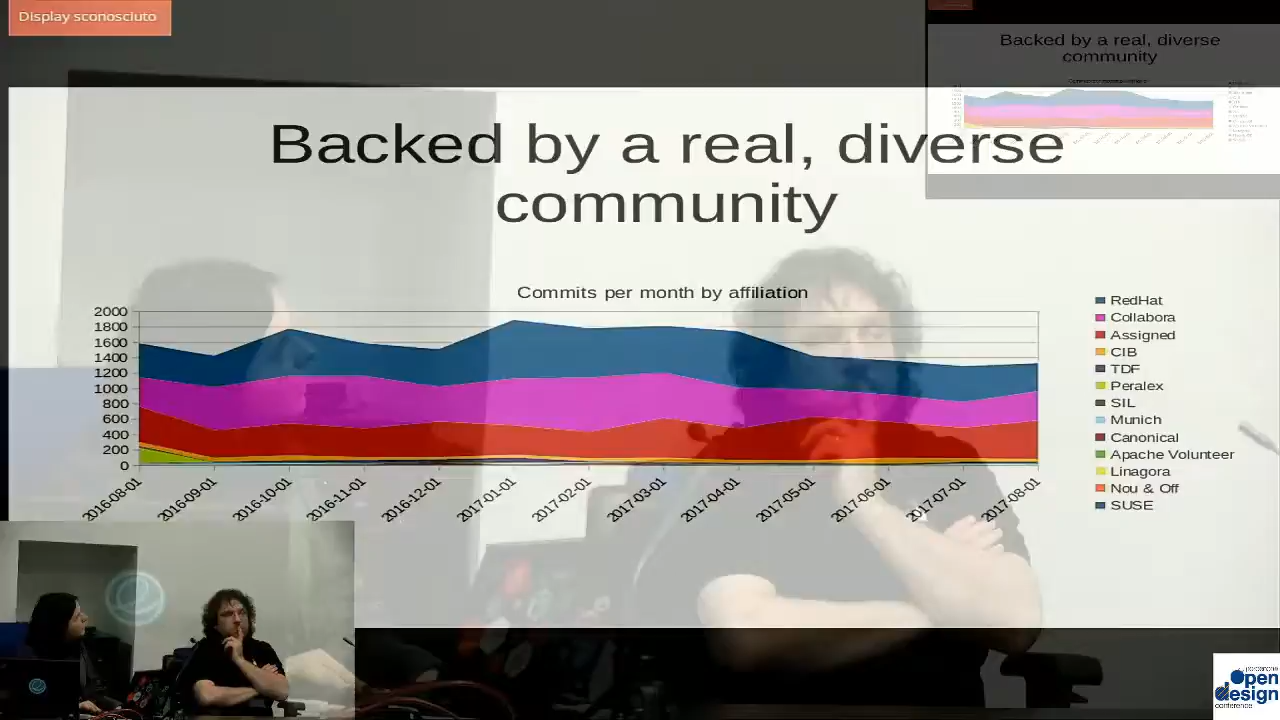 Display sconosciuto
Backed by a real, diverse
community
Backed by a real, diverse
community
Commits per month by affiliation
2000
1800
1600
1400
1200
1000
800
600
400
200
0
2016-08-01
2016-09-01
2016-10-01
2016-11-01
2016-12-01
2017-01-01
2017-02-01
2017-03-01
2017-04-01
2017-05-01
2017-06-01
2017-07-01
2017-08-01
RedHat
Collabora
Assigned
CIB
TDF
Peralex
SIL
Munich
Canonical
Apache Volunteer
Linagora
Nou & Off
SUSE
open
design
conference